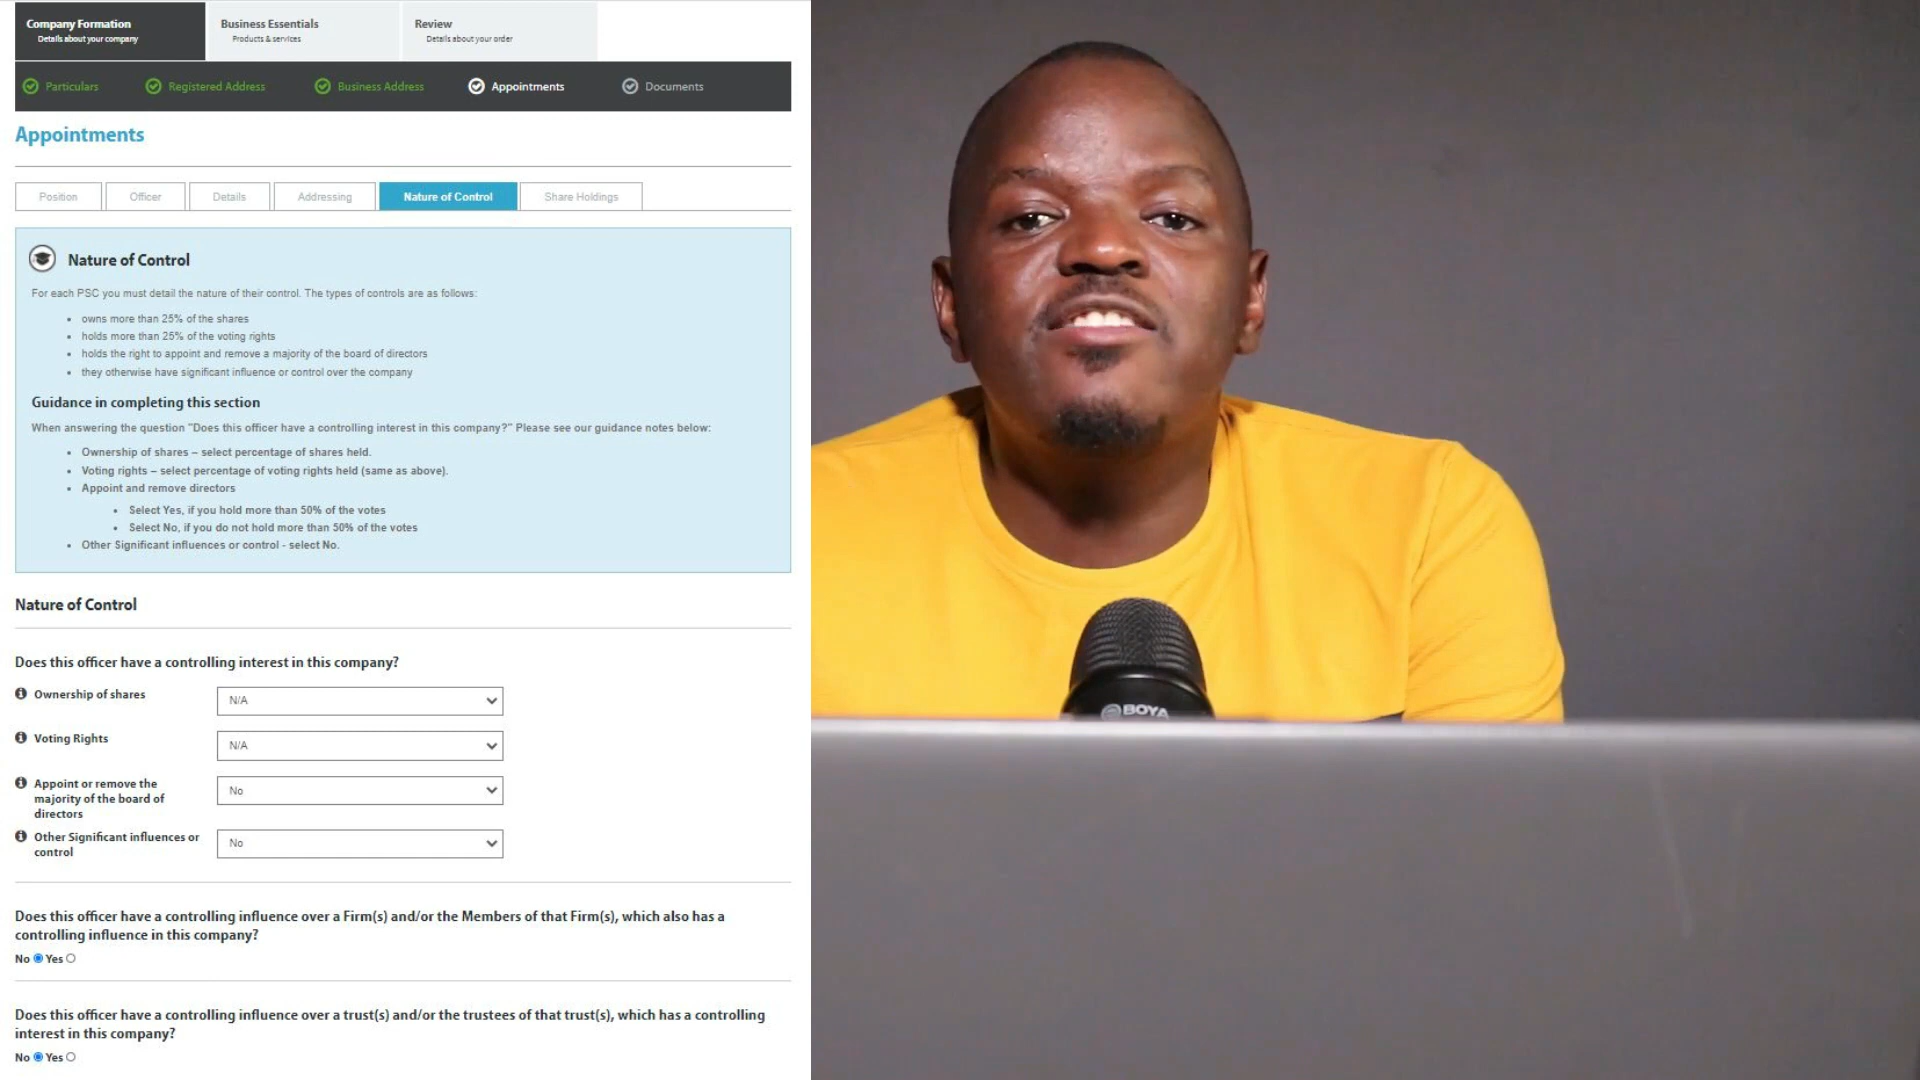 Company Formation
Details about your company
Business Essentials
Products & services
Review
Details about your order
Particulars
Registered Address
Business Address
Appointments
Documents
Appointments
Position
Officer
Details
Addressing
Nature of Control
Share Holdings
Nature of Control
For each PSC you must detail the nature of their control. The types of controls are as follows:
• owns more than 25% of the shares
• holds more than 25% of the voting rights
• holds the right to appoint and remove a majority of the board of directors
• they otherwise have significant influence or control over the company
Guidance in completing this section
When answering the question "Does this officer have a controlling interest in this company?" Please see our guidance notes below:
• Ownership of shares – select percentage of shares held.
• Voting rights – select percentage of voting rights held (same as above).
• Appoint and remove directors
• Select Yes, if you hold more than 50% of the votes
• Select No, if you do not hold more than 50% of the votes
• Other Significant influences or control - select No.
Nature of Control
Does this officer have a controlling interest in this company?
Ownership of shares
N/A
Voting Rights
N/A
Appoint or remove the
majority of the board of
directors
No
Other Significant influences or
control
No
Does this officer have a controlling influence over a Firm(s) and/or the Members of that Firm(s), which also has a
controlling influence in this company?
No Yes
Does this officer have a controlling influence over a trust(s) and/or the trustees of that trust(s), which has a controlling
interest in this company?
No Yes
BOYA